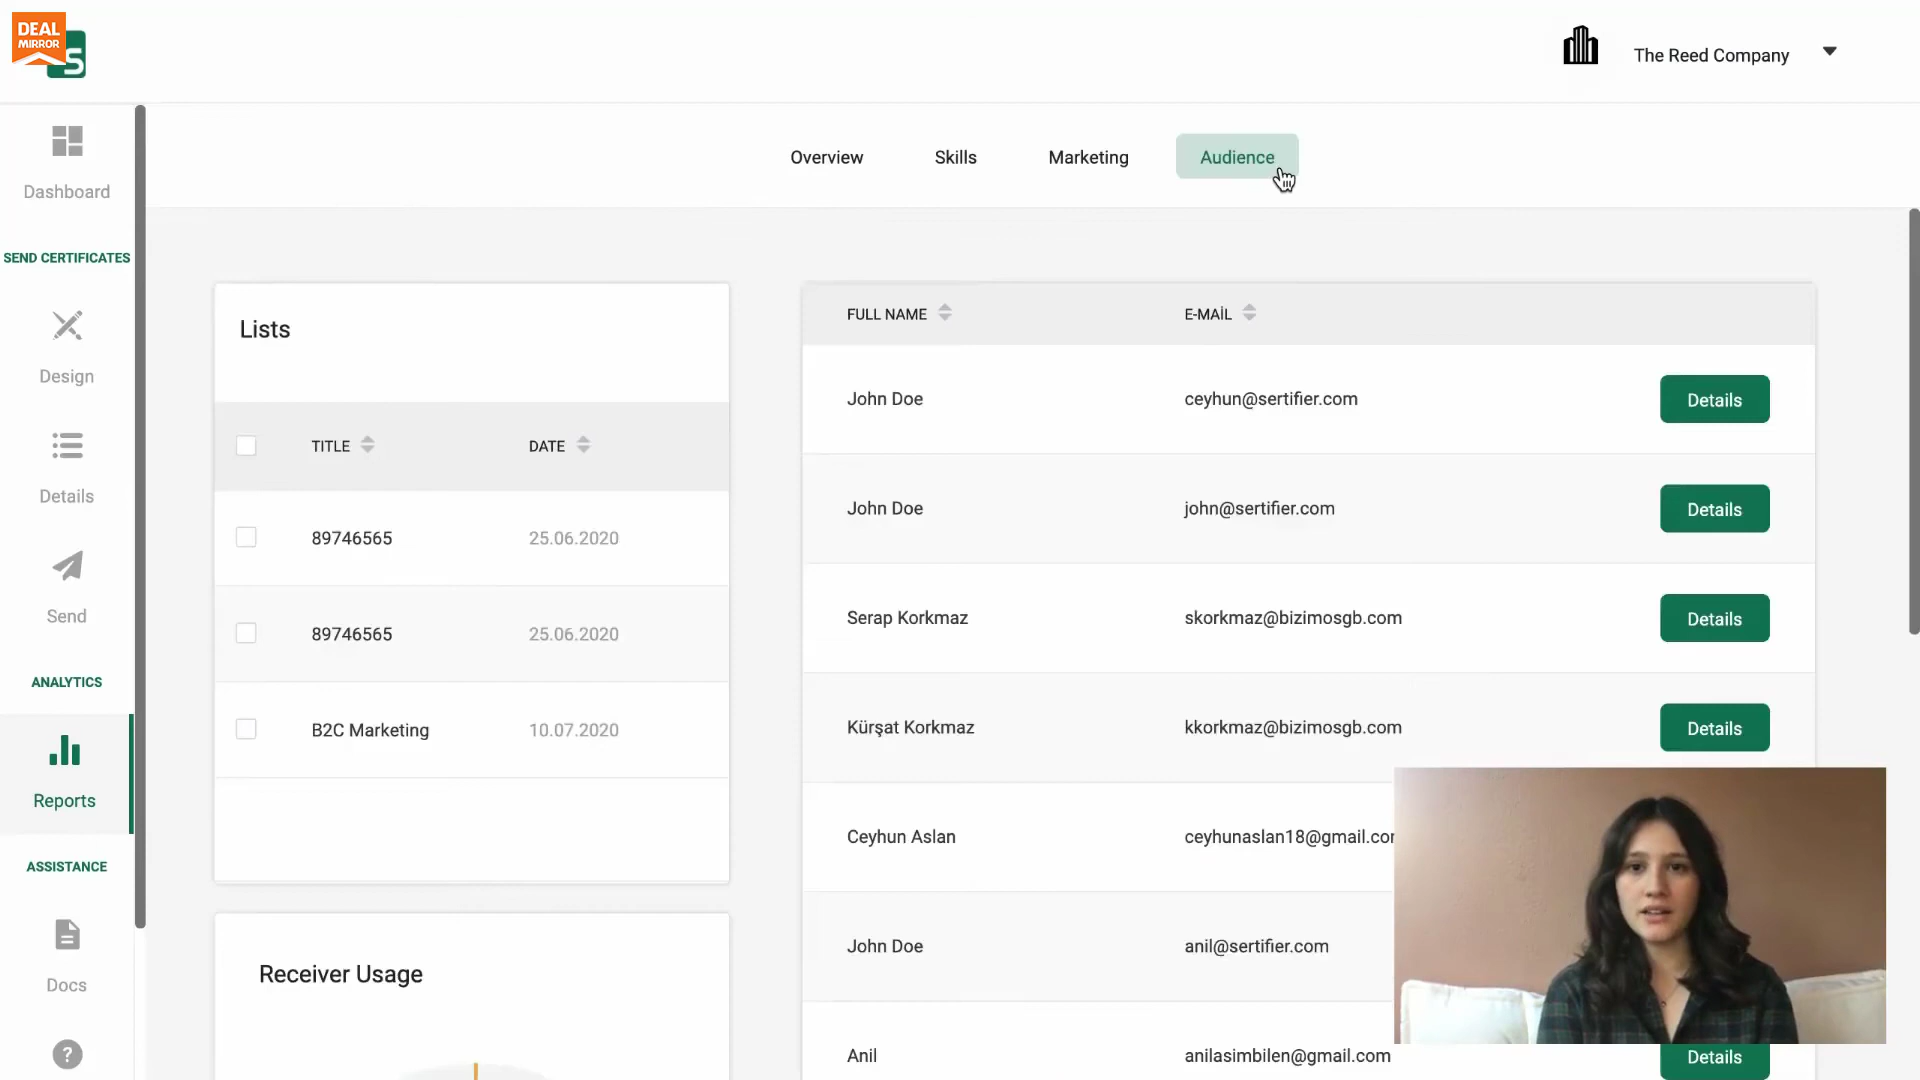 DEAL
MIRROR
S
The Reed Company
Overview
Skills
Marketing
Audience
Dashboard
SEND CERTIFICATES
Design
Details
Send
ANALYTICS
Reports
ASSISTANCE
Docs
?
Lists
TITLE
DATE
89746565
25.06.2020
89746565
25.06.2020
B2C Marketing
10.07.2020
Receiver Usage
FULL NAME
E-MAİL
John Doe
ceyhun@sertifier.com
Details
John Doe
john@sertifier.com
Details
Serap Korkmaz
skorkmaz@bizimosgb.com
Details
Kürşat Korkmaz
kkorkmaz@bizimosgb.com
Details
Ceyhun Aslan
ceyhunaslan18@gmail.com
John Doe
anil@sertifier.com
Anil
anilasimbilen@gmail.com
Details